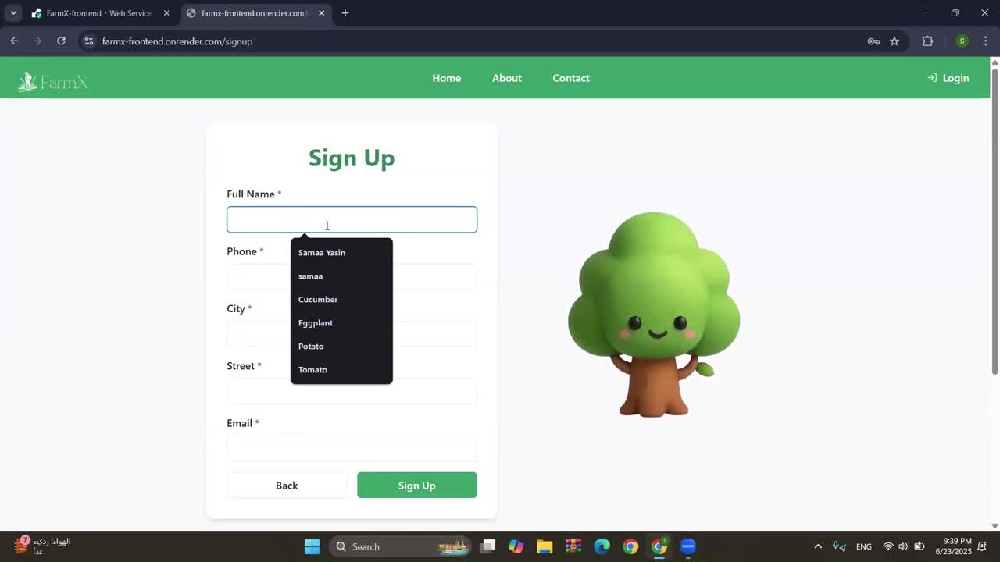 FarmX-frontend · Web Service
farmx-frontend.onrender.com/
farmx-frontend.onrender.com/signup
S
FarmX
Home
About
Contact
Login
Sign Up
Full Name *
Samaa Yasin
samaa
Cucumber
Eggplant
Potato
Tomato
Phone *
City *
Street *
Email *
Back
Sign Up
7
الهواء: رديء
غداً
Search
S
zoom
ENG
9:39 PM
6/23/2025